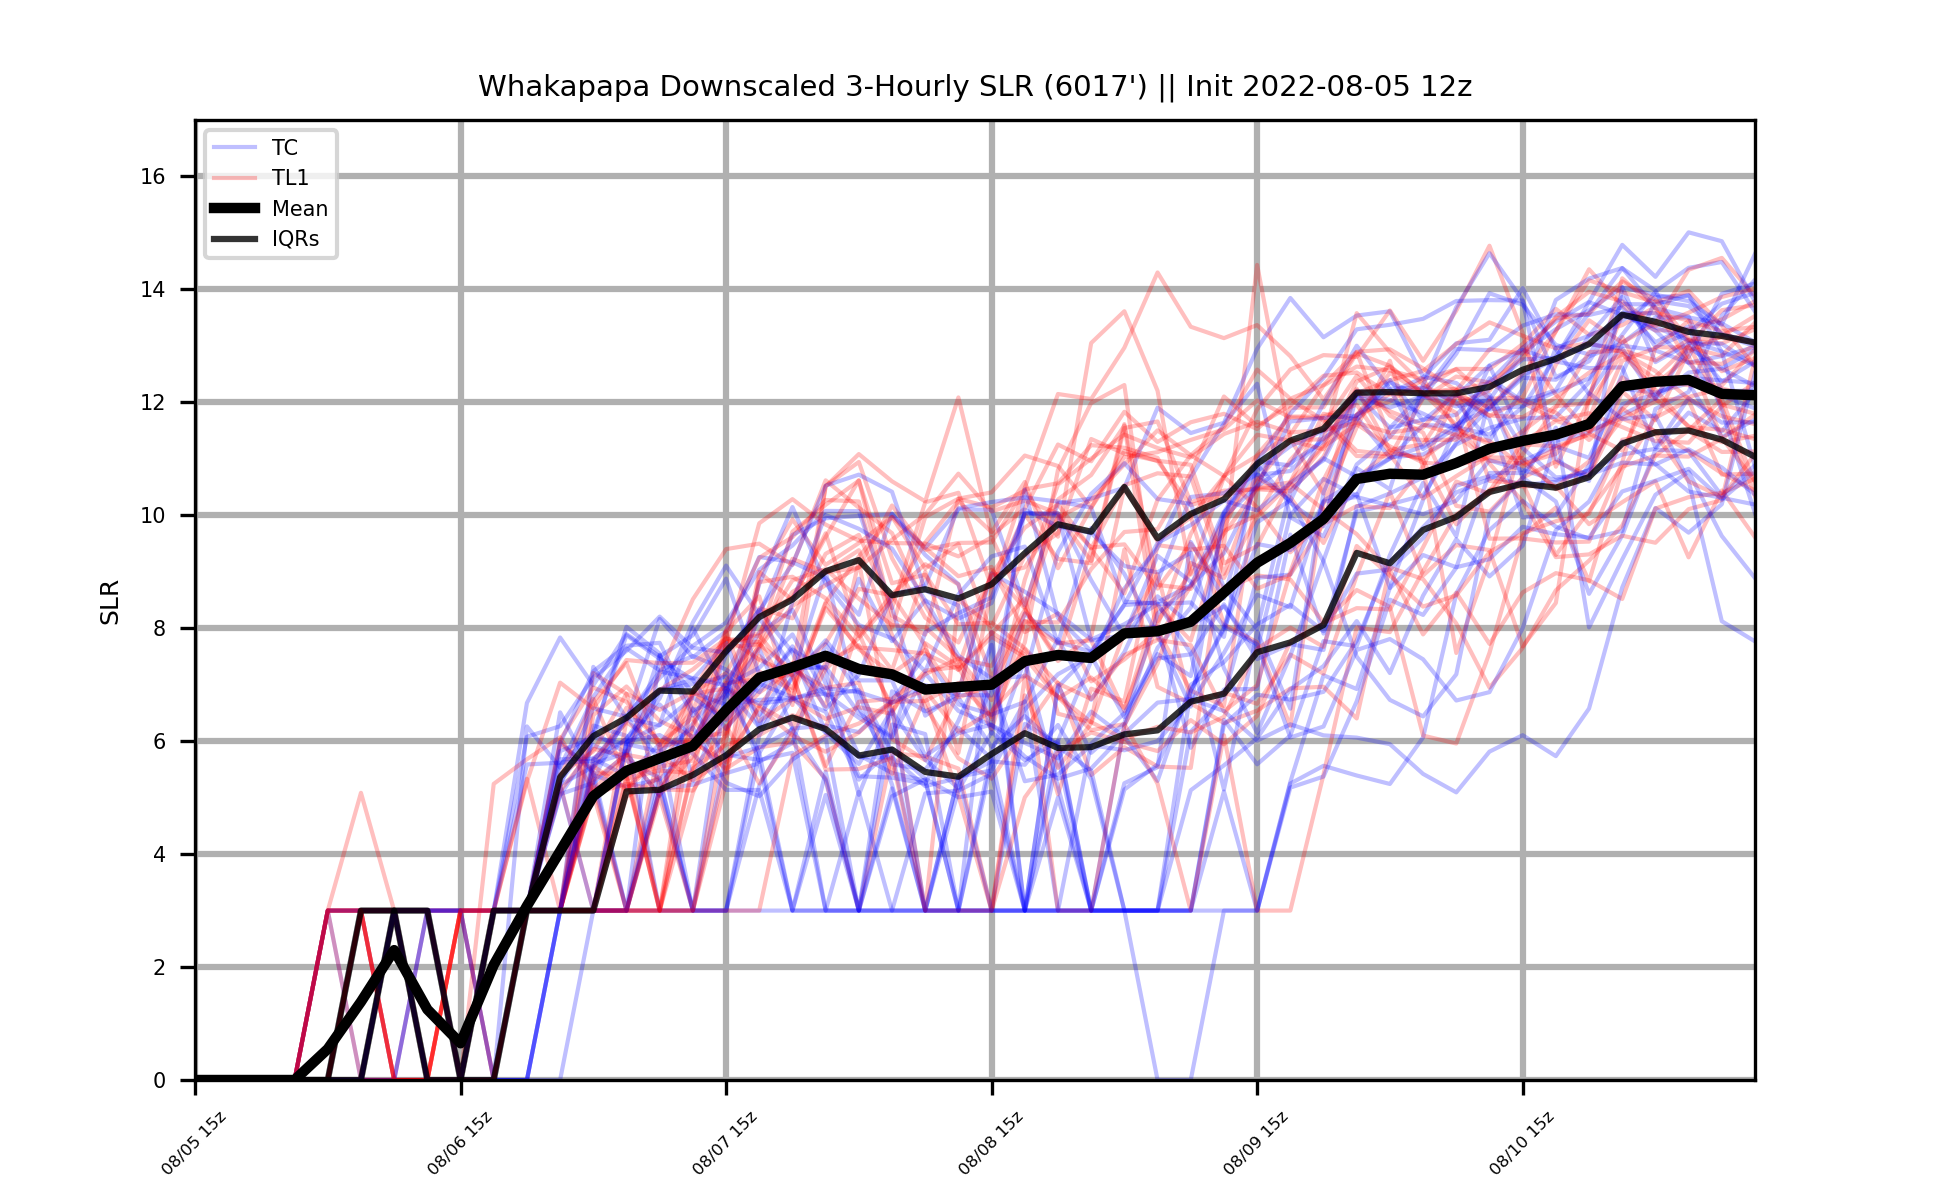 Whakapapa Downscaled 3-Hourly SLR (6017') || Init 2022-08-05 12z
TC
TL1
Mean
IQRs
16
14
12
10
8
6
4
2
0
SLR
08/05 15z
08/06 15z
08/07 15z
08/08 15z
08/09 15z
08/10 15z